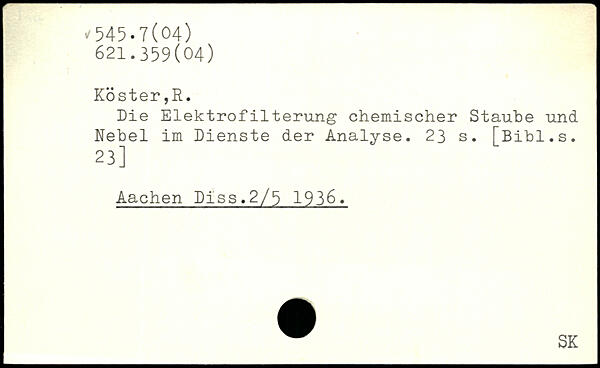 545.7(04)
621.359(04)
Köster,R.
Die Elektrofilterung chemischer Staube und
Nebel im Dienste der Analyse. 23 s. [Bibl.s.
23]
Aachen Diss.2/5 1936.
SK